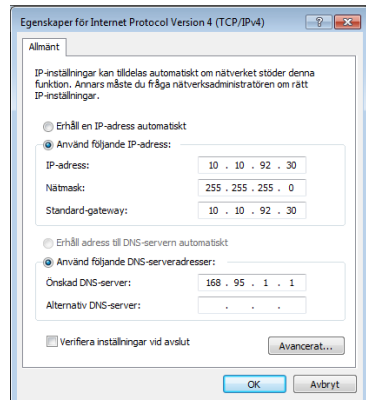 Egenskaper för Internet Protocol Version 4 (TCP/IPv4)
Allmänt
IP-inställningar kan tilldelas automatiskt om nätverket stöder denna
funktion. Annars måste du fråga nätverksadministratören om rätt
IP-inställningar.
Erhåll en IP-adress automatiskt
Använd följande IP-adress:
IP-adress: 10 . 10 . 92 . 30
Nätmask: 255 . 255 . 255 . 0
Standard-gateway: 10 . 10 . 92 . 30
Erhåll adress till DNS-servern automatiskt
Använd följande DNS-serveradresser:
Önskad DNS-server: 168 . 95 . 1 . 1
Alternativ DNS-server: . . .
Verifiera inställningar vid avslut
Avancerat...
OK Avbryt